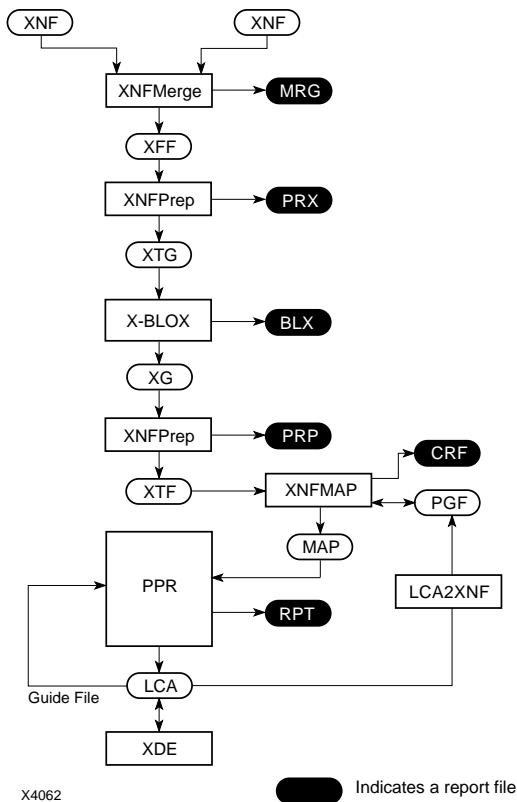 XNF XNF
XNFMerge MRG
XFF
XNFPrep PRX
XTG
X-BLOX BLX
XG
XNFPrep PRP
CRF
XTF XNFMAP PGF
MAP
PPR LCA2XNF
RPT
LCA
Guide File
XDE
X4062 Indicates a report file